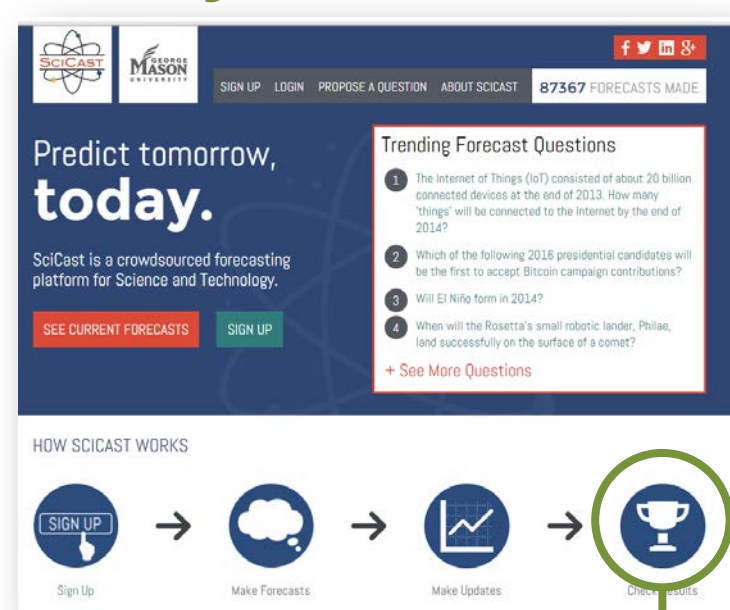 SCICAST
GEORGE
MASON
UNIVERSITY
SIGN UP LOGIN PROPOSE A QUESTION ABOUT SCICAST 87367 FORECASTS MADE
Predict tomorrow,
today.
SciCast is a crowdsourced forecasting
platform for Science and Technology.
SEE CURRENT FORECASTS SIGN UP
Trending Forecast Questions
1 The Internet of Things (IoT) consisted of about 20 billion
connected devices at the end of 2013. How many
'things' will be connected to the Internet by the end of
2014?
2 Which of the following 2016 presidential candidates will
be the first to accept Bitcoin campaign contributions?
3 Will El Niño form in 2014?
4 When will the Rosetta's small robotic lander, Philae,
land successfully on the surface of a comet?
+ See More Questions
HOW SCICAST WORKS
SIGN UP
Sign Up Make Forecasts Make Updates Check Results